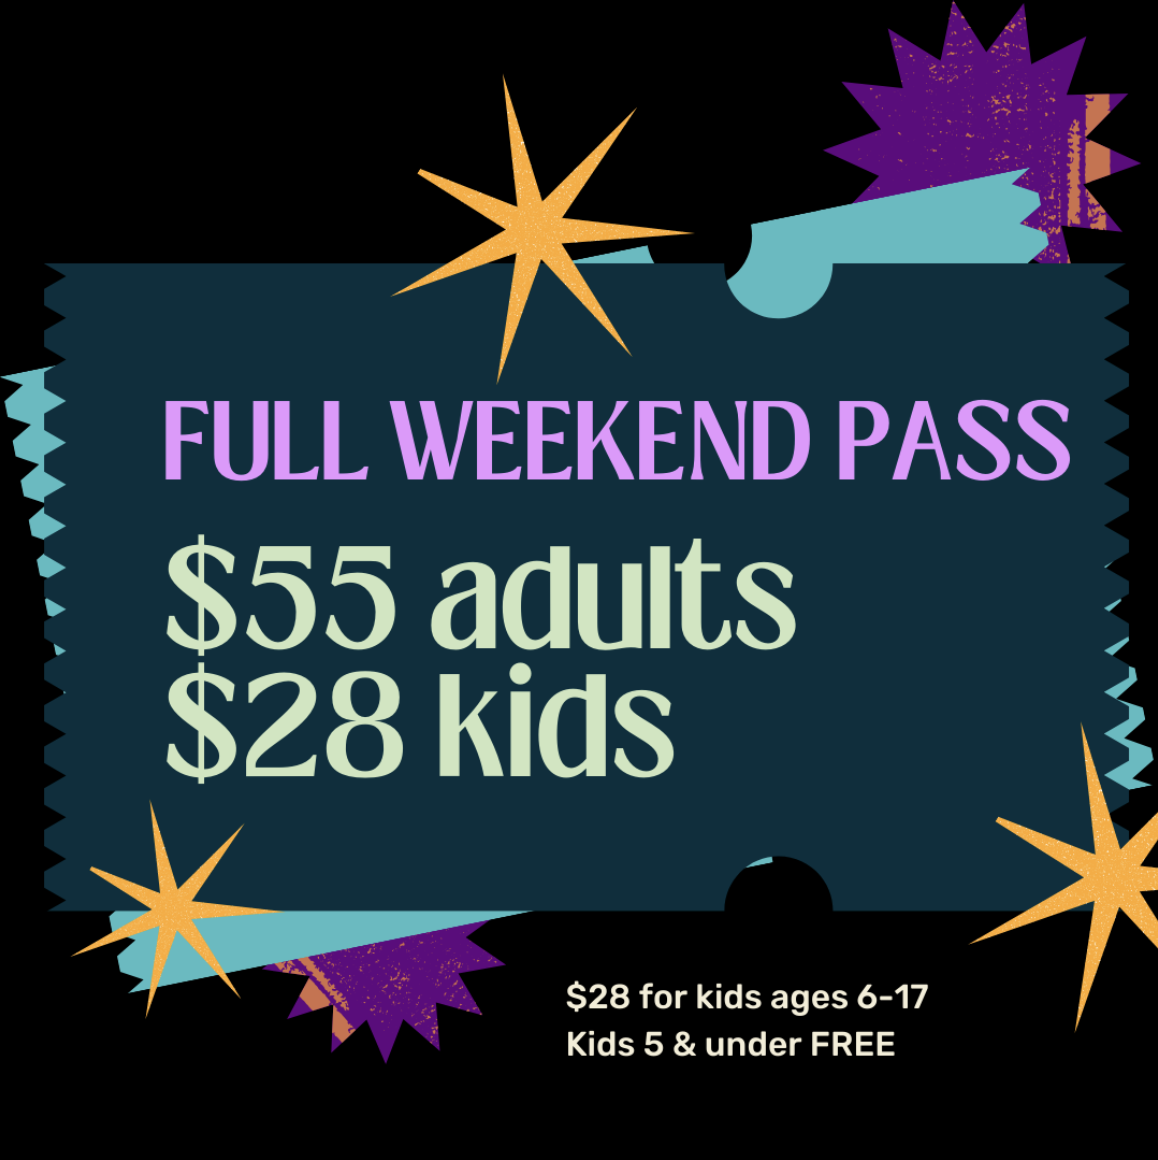 FULL WEEKEND PASS
$55 adults
$28 kids
$28 for kids ages 6-17
Kids 5 & under FREE